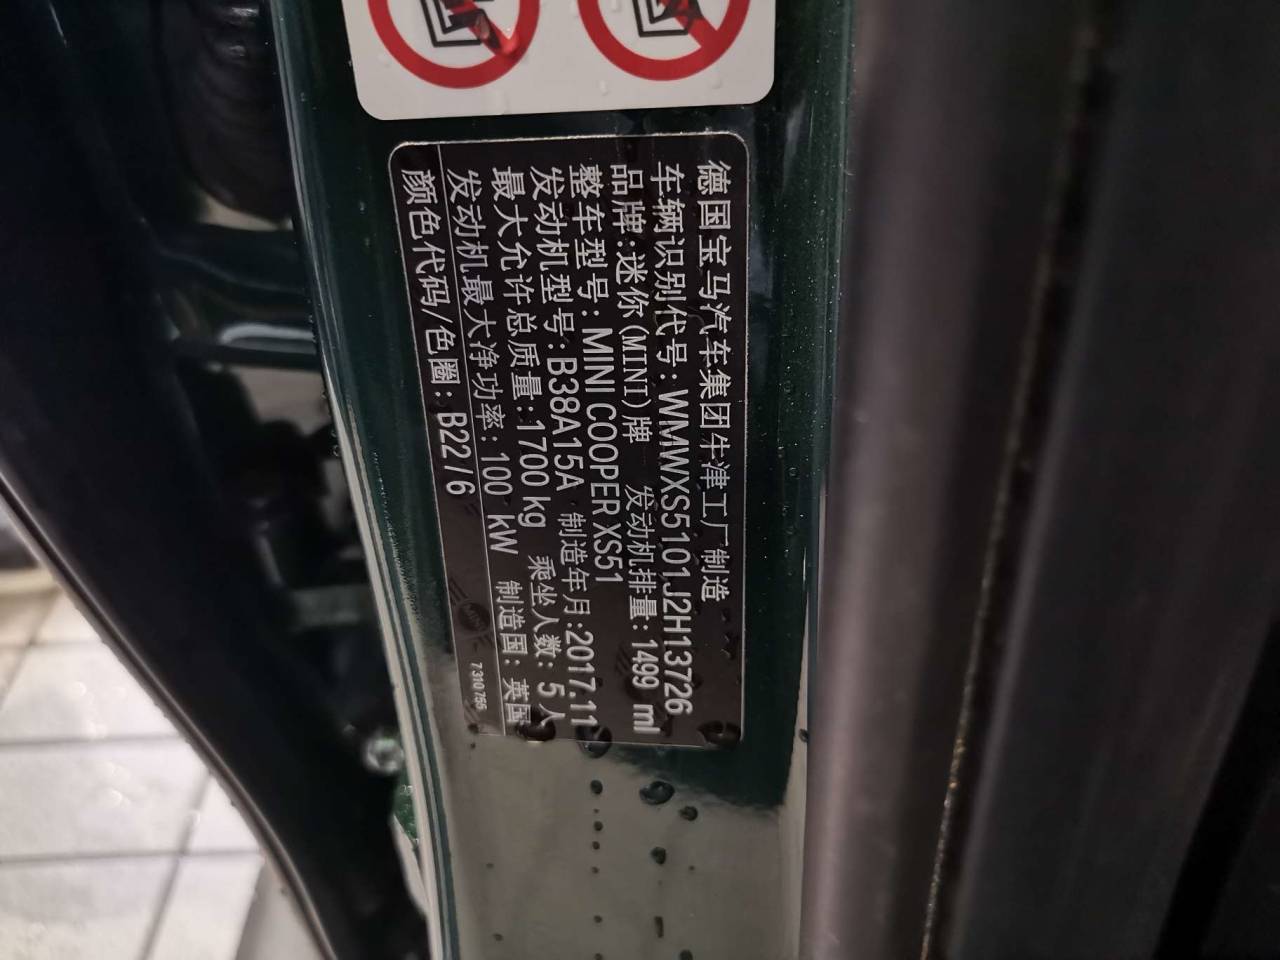 德国宝马汽车集团牛津工厂制造
车辆识别代号: WMWXS5101J2H13726
品牌:迷你(MINI)牌 发动机排量: 1499 ml
整车型号: MINI COOPER XS51
发动机型号: B38A15A 制造年月:2017.11
最大允许总质量:1700 kg 乘坐人数: 5 人
发动机最大净功率: 100 kW 制造国: 英国
颜色代码/色圈: B22/6
7310755